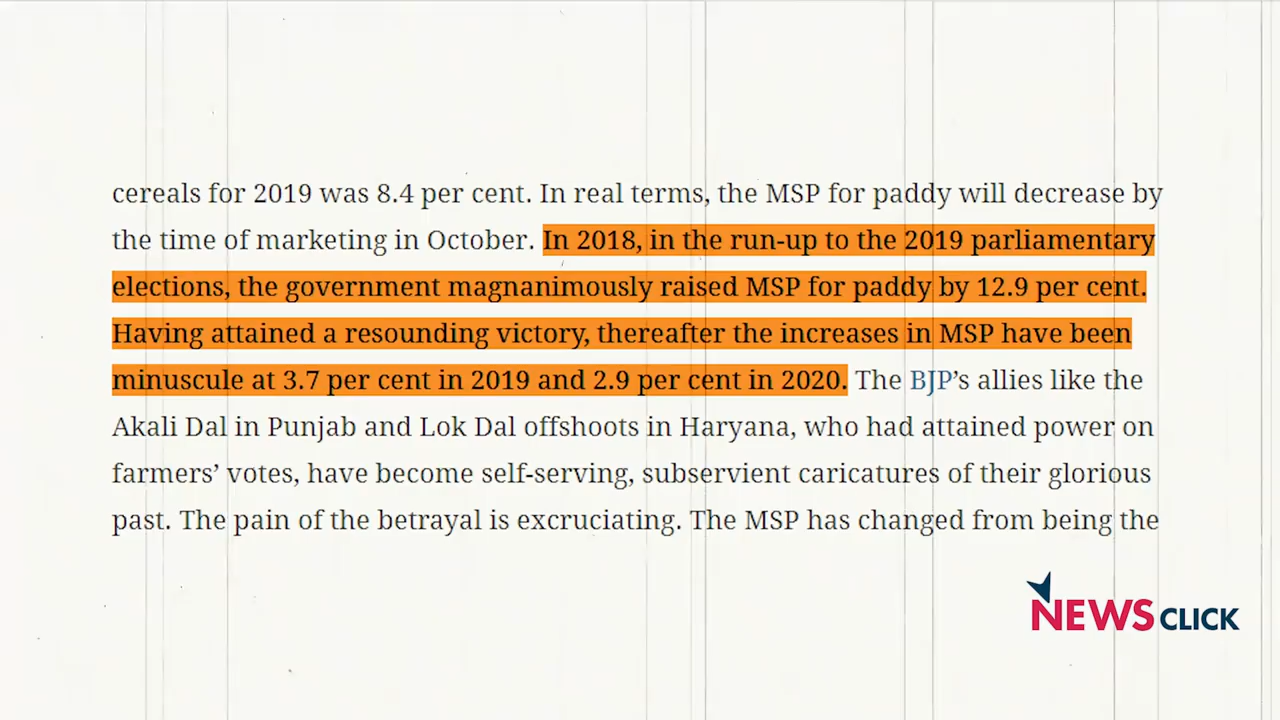 cereals for 2019 was 8.4 per cent. In real terms, the MSP for paddy will decrease by
the time of marketing in October. In 2018, in the run-up to the 2019 parliamentary
elections, the government magnanimously raised MSP for paddy by 12.9 per cent.
Having attained a resounding victory, thereafter the increases in MSP have been
minuscule at 3.7 per cent in 2019 and 2.9 per cent in 2020. The BJP’s allies like the
Akali Dal in Punjab and Lok Dal offshoots in Haryana, who had attained power on
farmers’ votes, have become self-serving, subservient caricatures of their glorious
past. The pain of the betrayal is excruciating. The MSP has changed from being the
NEWSCLICK